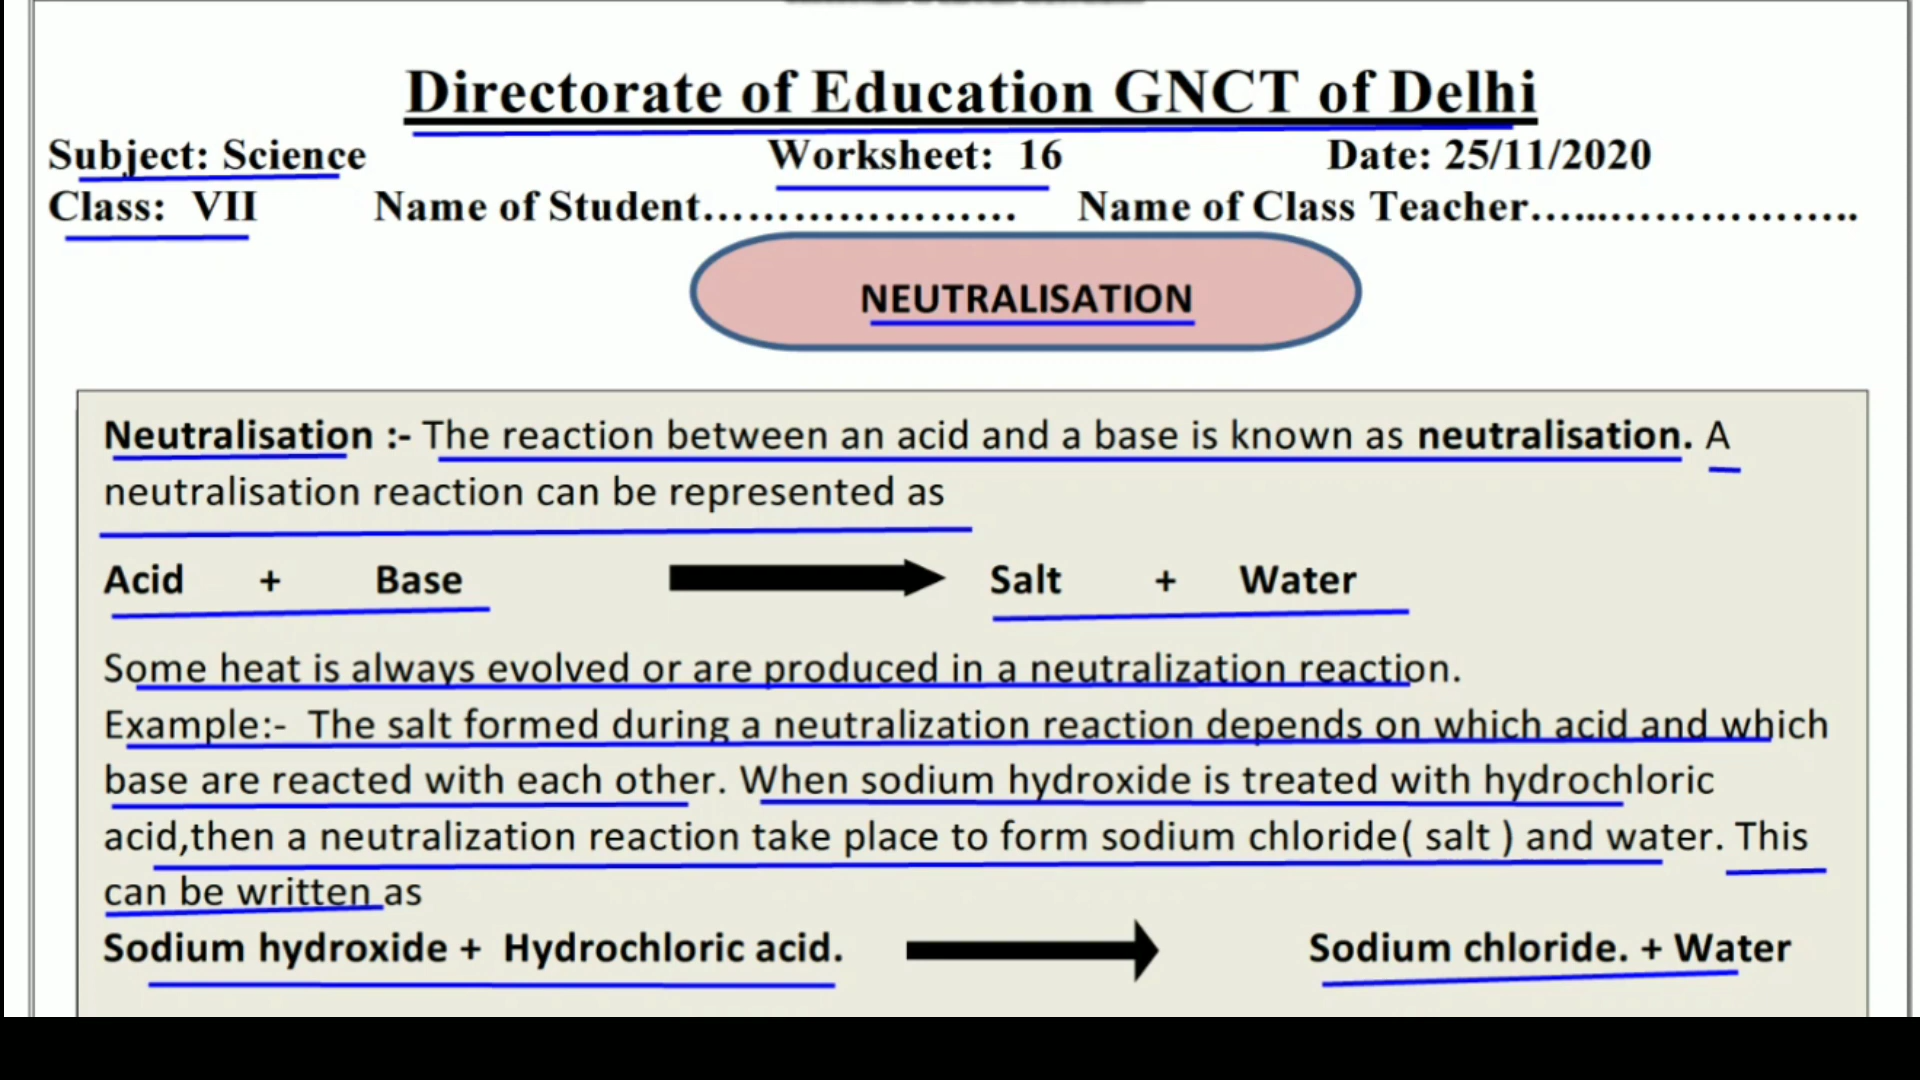 Directorate of Education GNCT of Delhi
Subject: Science Worksheet: 16 Date: 25/11/2020
Class: VII Name of Student..................... Name of Class Teacher........................
NEUTRALISATION
Neutralisation :- The reaction between an acid and a base is known as neutralisation. A
neutralisation reaction can be represented as
Acid + Base Salt + Water
Some heat is always evolved or are produced in a neutralization reaction.
Example:- The salt formed during a neutralization reaction depends on which acid and which
base are reacted with each other. When sodium hydroxide is treated with hydrochloric
acid,then a neutralization reaction take place to form sodium chloride( salt ) and water. This
can be written as
Sodium hydroxide + Hydrochloric acid. Sodium chloride. + Water